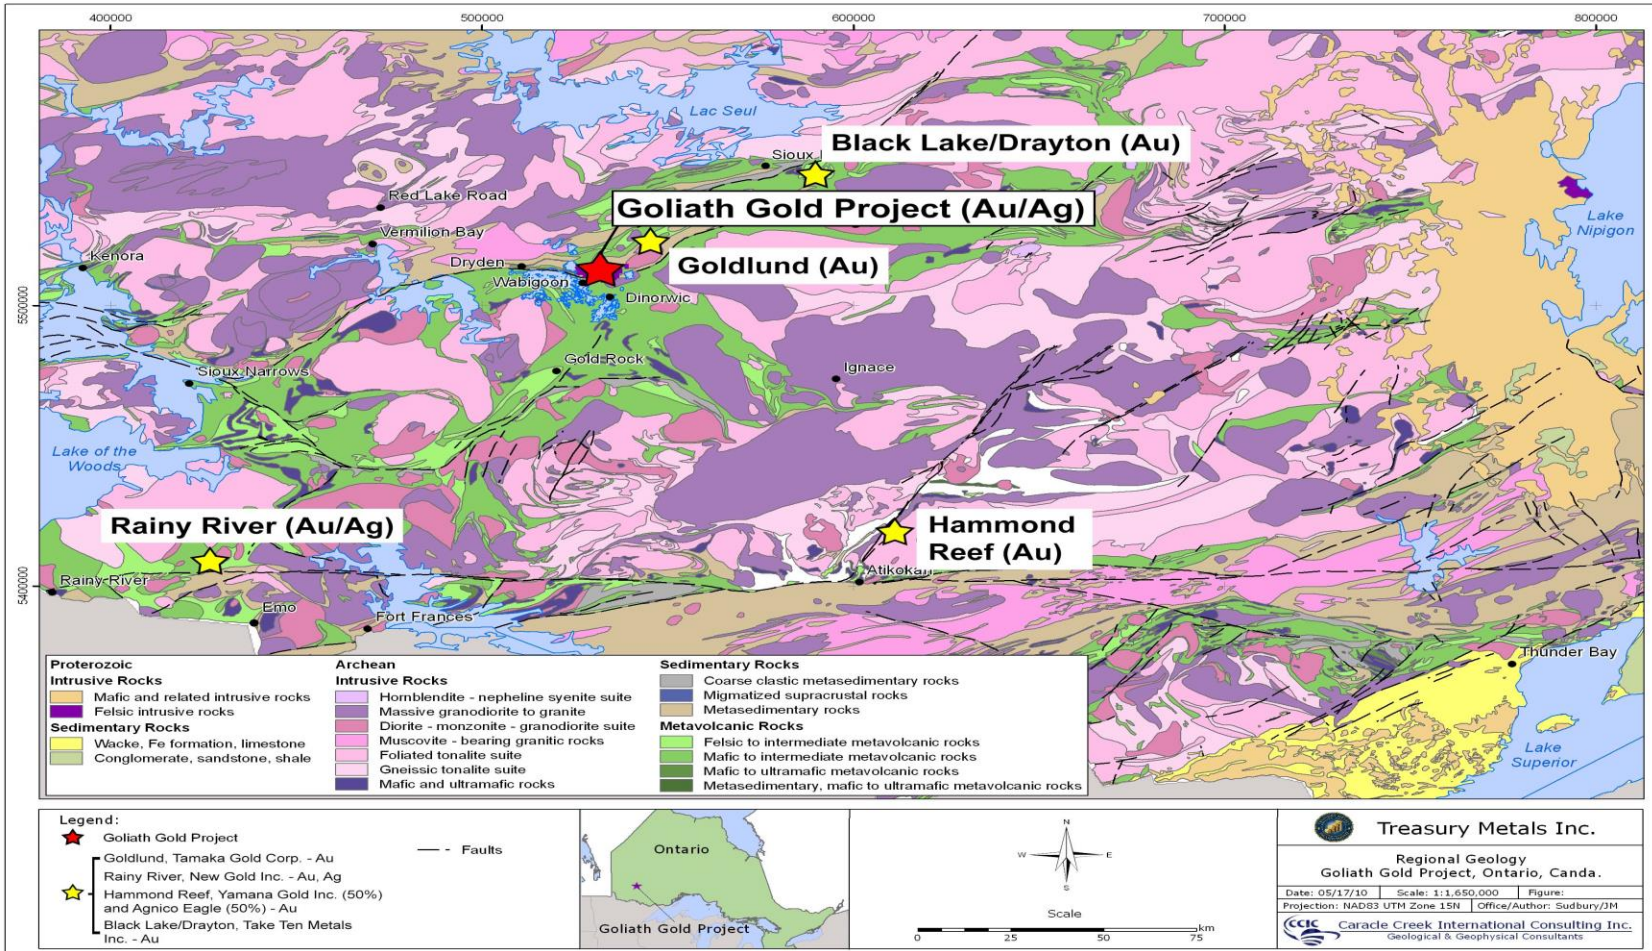 400000
500000
600000
700000
800000
Lac Seul
Black Lake/Drayton (Au)
Sioux
Red Lake Road
Goliath Gold Project (Au/Ag)
Lake
Nipigon
Vermilion Bay
Kenora
Dryden
Goldlund (Au)
Wabigoon
Dinorwic
Gold Rock
Ignace
Sioux Narrows
Lake of the
Woods
Rainy River (Au/Ag)
Hammond
Reef (Au)
Rainy River
Atikokan
Emo
Fort Frances
Thunder Bay
Lake
Superior
Proterozoic
Intrusive Rocks
Mafic and related intrusive rocks
Felsic intrusive rocks
Sedimentary Rocks
Wacke, Fe formation, limestone
Conglomerate, sandstone, shale
Archean
Intrusive Rocks
Hornblendite - nepheline syenite suite
Massive granodiorite to granite
Diorite - monzonite - granodiorite suite
Muscovite - bearing granitic rocks
Foliated tonalite suite
Gneissic tonalite suite
Mafic and ultramafic rocks
Sedimentary Rocks
Coarse clastic metasedimentary rocks
Migmatized supracrustal rocks
Metasedimentary rocks
Metavolcanic Rocks
Felsic to intermediate metavolcanic rocks
Mafic to intermediate metavolcanic rocks
Mafic to ultramafic metavolcanic rocks
Metasedimentary, mafic to ultramafic metavolcanic rocks
Legend:
Goliath Gold Project
Goldlund, Tamaka Gold Corp. - Au
Rainy River, New Gold Inc. - Au, Ag
Hammond Reef, Yamana Gold Inc. (50%)
and Agnico Eagle (50%) - Au
Black Lake/Drayton, Take Ten Metals
Inc. - Au
- Faults
Ontario
Goliath Gold Project
N
W
E
S
Scale
0 25 50 75 km
Treasury Metals Inc.
Regional Geology
Goliath Gold Project, Ontario, Canda.
Date: 05/17/10 Scale: 1:1,650,000 Figure:
Projection: NAD83 UTM Zone 15N Office/Author: Sudbury/JM
CCIC Caracle Creek International Consulting Inc.
Geological & Geophysical Consultants